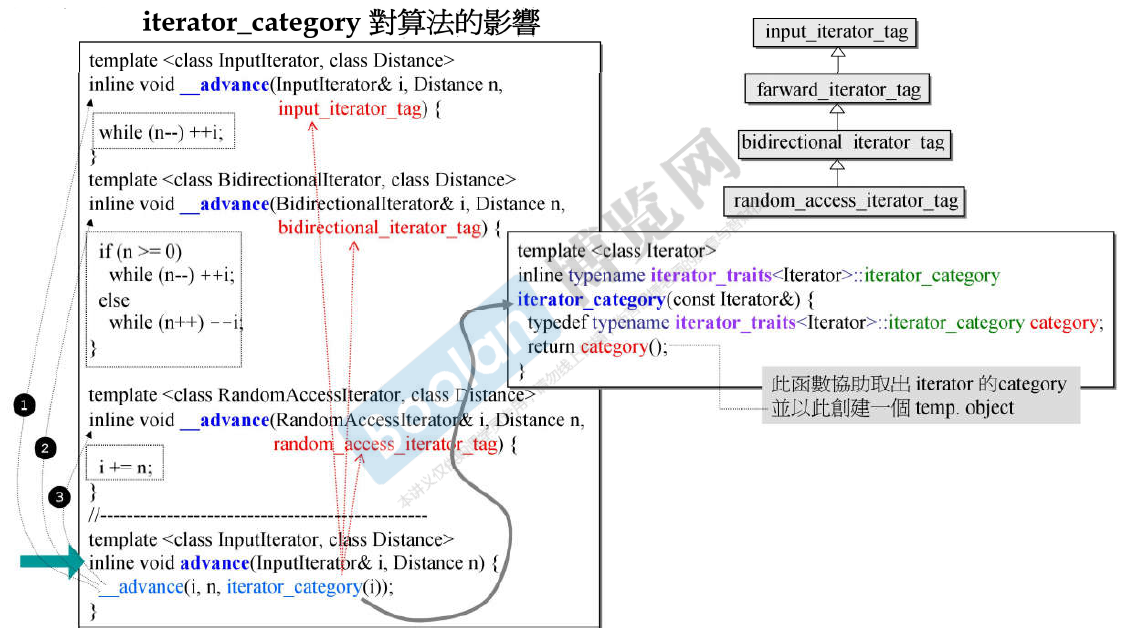 iterator_category 對算法的影響
template <class InputIterator, class Distance>
inline void __advance(InputIterator& i, Distance n,
input_iterator_tag) {
while (n--) ++i;
}
template <class BidirectionalIterator, class Distance>
inline void __advance(BidirectionalIterator& i, Distance n,
bidirectional_iterator_tag) {
if (n >= 0)
while (n--) ++i;
else
while (n++) --i;
}
template <class RandomAccessIterator, class Distance>
inline void __advance(RandomAccessIterator& i, Distance n,
random_access_iterator_tag) {
i += n;
}
//--------------------------------------------------
template <class InputIterator, class Distance>
inline void advance(InputIterator& i, Distance n) {
__advance(i, n, iterator_category(i));
}
1
2
3
input_iterator_tag
farward_iterator_tag
bidirectional_iterator_tag
random_access_iterator_tag
template <class Iterator>
inline typename iterator_traits<Iterator>::iterator_category
iterator_category(const Iterator&) {
typedef typename iterator_traits<Iterator>::iterator_category category;
return category();
}
此函數協助取出 iterator 的category
並以此創建一個 temp. object
boolan 博览网